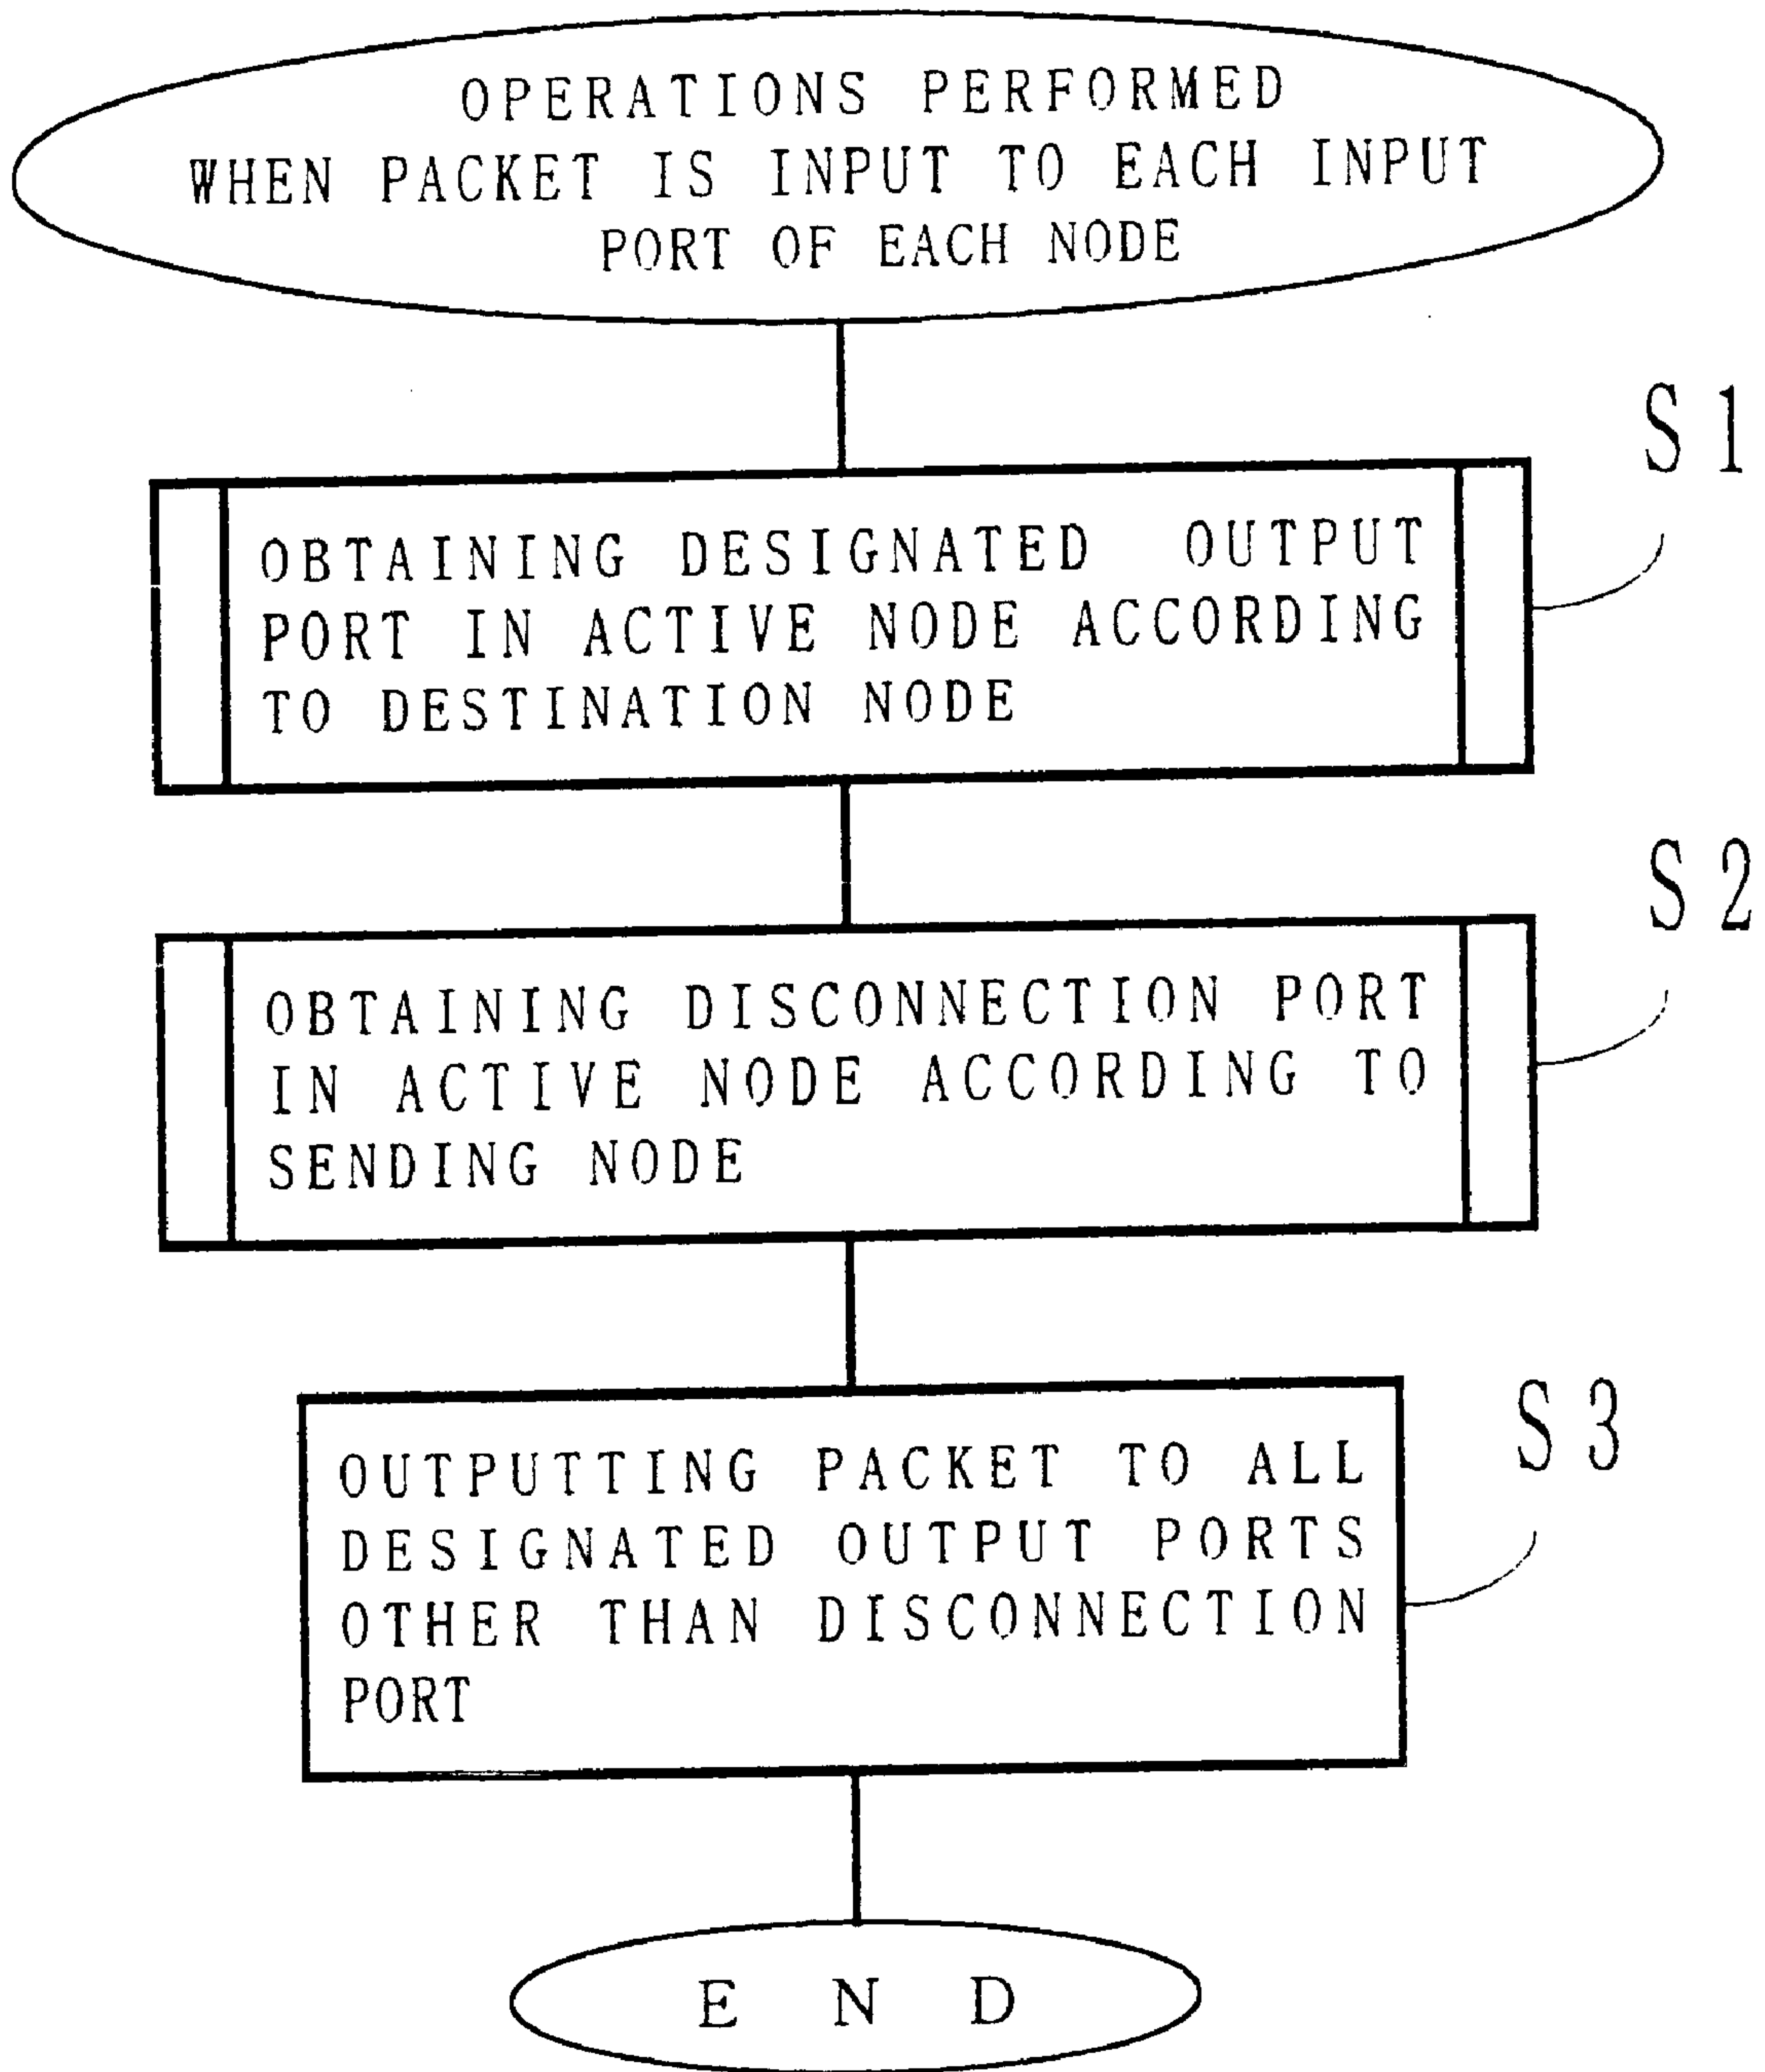 OPERATIONS PERFORMED
WHEN PACKET IS INPUT TO EACH INPUT
PORT OF EACH NODE
S1
OBTAINING DESIGNATED OUTPUT
PORT IN ACTIVE NODE ACCORDING
TO DESTINATION NODE
S2
OBTAINING DISCONNECTION PORT
IN ACTIVE NODE ACCORDING TO
SENDING NODE
S3
OUTPUTTING PACKET TO ALL
DESIGNATED OUTPUT PORTS
OTHER THAN DISCONNECTION
PORT
END